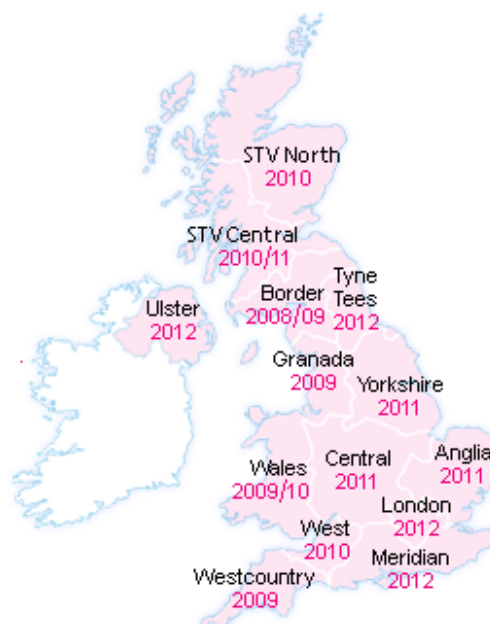 STV North
2010
STV Central
2010/11
Tyne
Tees
2012
Border
2008/09
Ulster
2012
Granada
2009
Yorkshire
2011
Anglia
2011
Central
2011
Wales
2009/10
London
2012
West
2010
Meridian
2012
Westcountry
2009